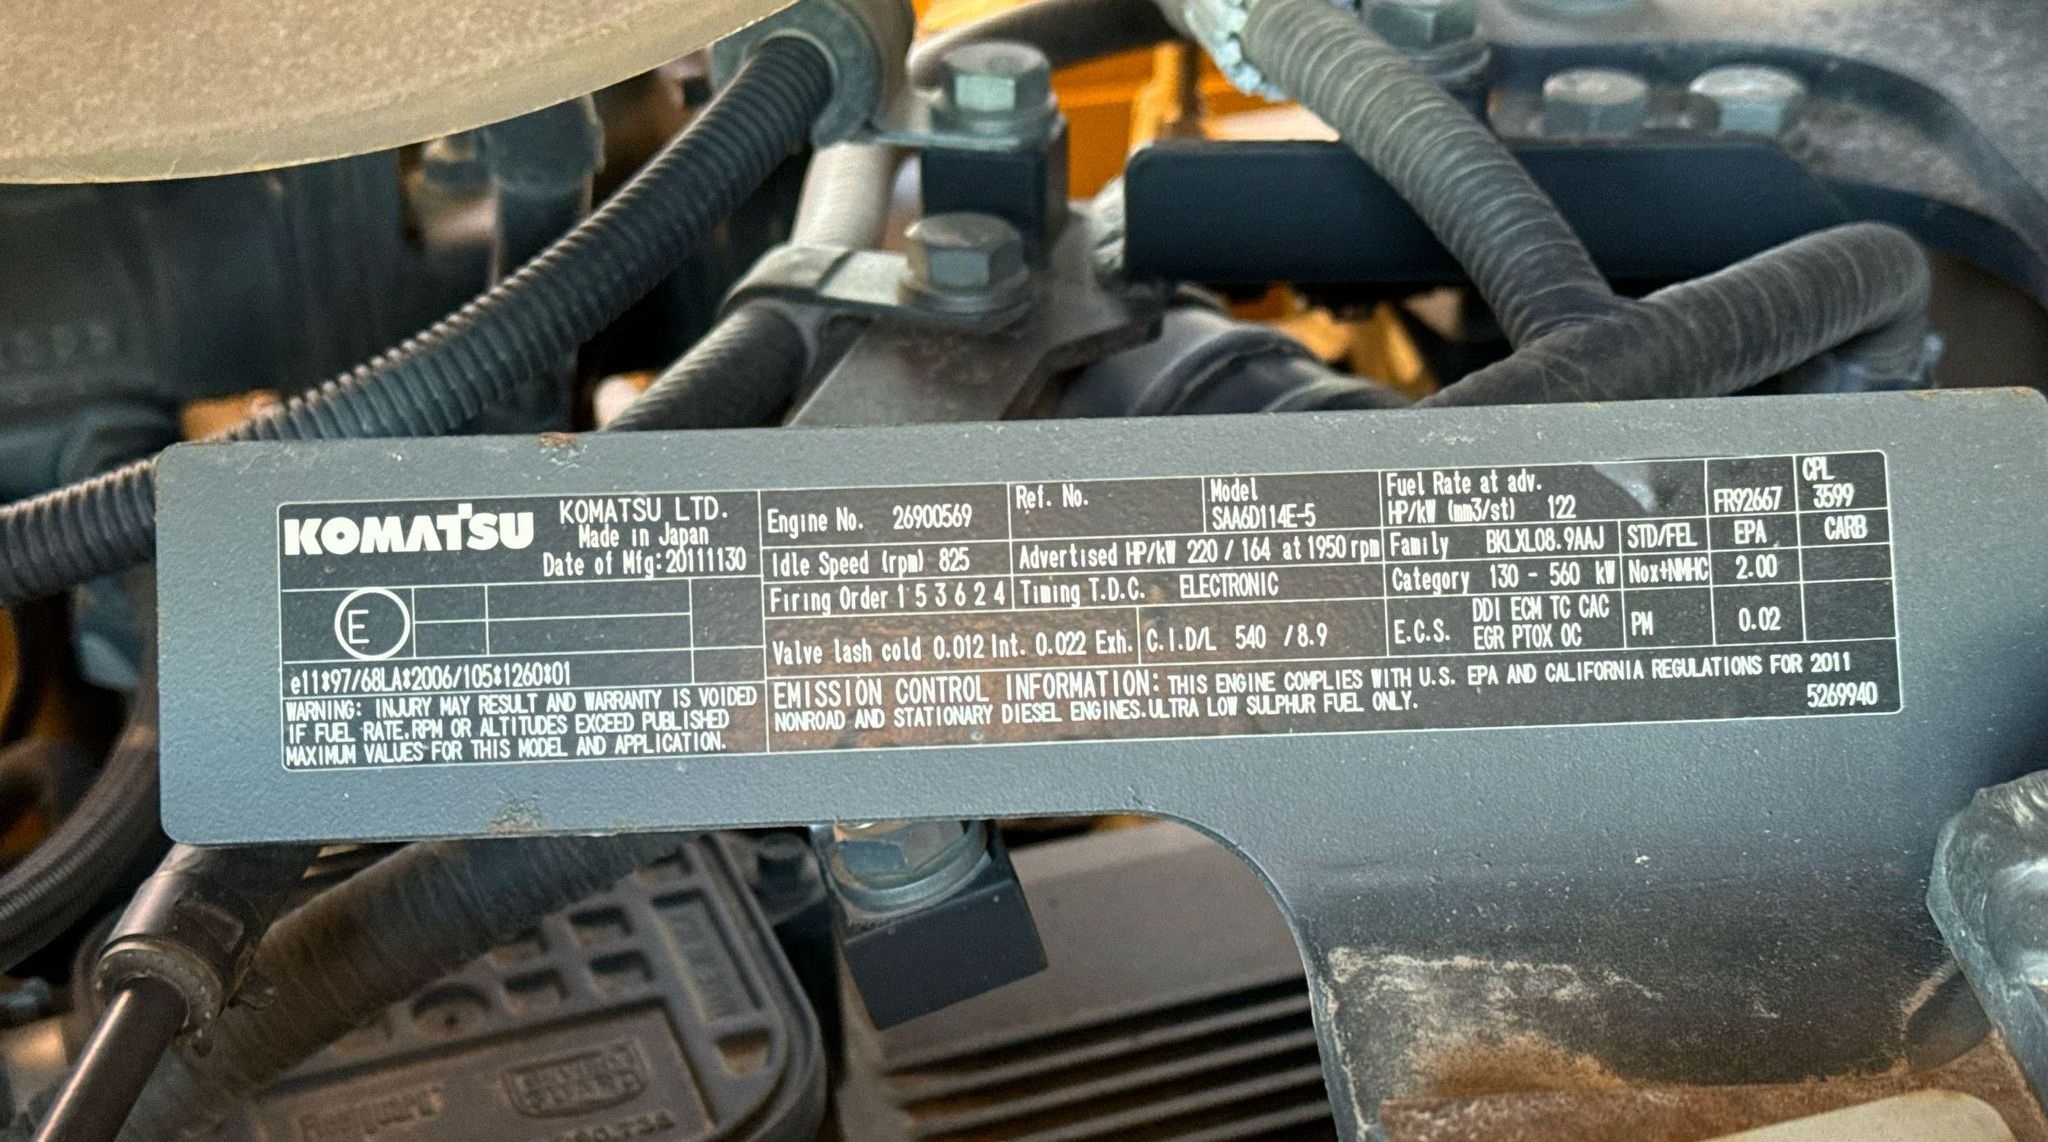 KOMATSU
KOMATSU LTD.
Made in Japan
Date of Mfg:20111130
E
e11*97/68LA*2006/105*1260*01
WARNING: INJURY MAY RESULT AND WARRANTY IS VOIDED
IF FUEL RATE.RPM OR ALTITUDES EXCEED PUBLISHED
MAXIMUM VALUES FOR THIS MODEL AND APPLICATION.
Engine No. 26900569
Ref. No.
Model
SAA6D114E-5
Fuel Rate at adv.
HP/kW (mm3/st) 122
FR92667
CPL
3599
Idle Speed (rpm) 825
Advertised HP/kW 220 / 164 at 1950 rpm
Family BKLXL08.9AAJ
STD/FEL
EPA
CARB
Firing Order 1 5 3 6 2 4
Timing T.D.C. ELECTRONIC
Category 130 - 560 kW
Nox+NMHC
2.00
Valve lash cold 0.012 Int. 0.022 Exh.
C.I.D/L 540 /8.9
E.C.S.
DDI ECM TC CAC
EGR PTOX OC
PM
0.02
EMISSION CONTROL INFORMATION: THIS ENGINE COMPLIES WITH U.S. EPA AND CALIFORNIA REGULATIONS FOR 2011
NONROAD AND STATIONARY DIESEL ENGINES.ULTRA LOW SULPHUR FUEL ONLY.
5269940